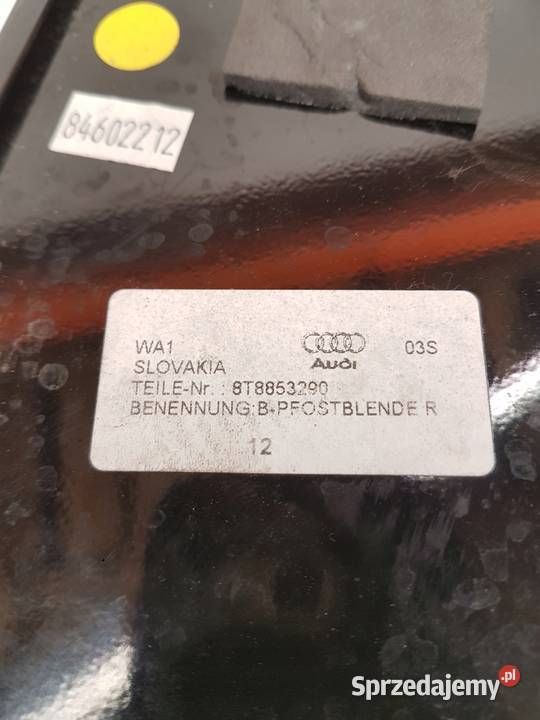 84602212
WA1 Audi 03S
SLOVAKIA
TEILE-Nr. : 8T8853290
BENENNUNG:B-PFOSTBLENDE R
12
Sprzedajemy.pl